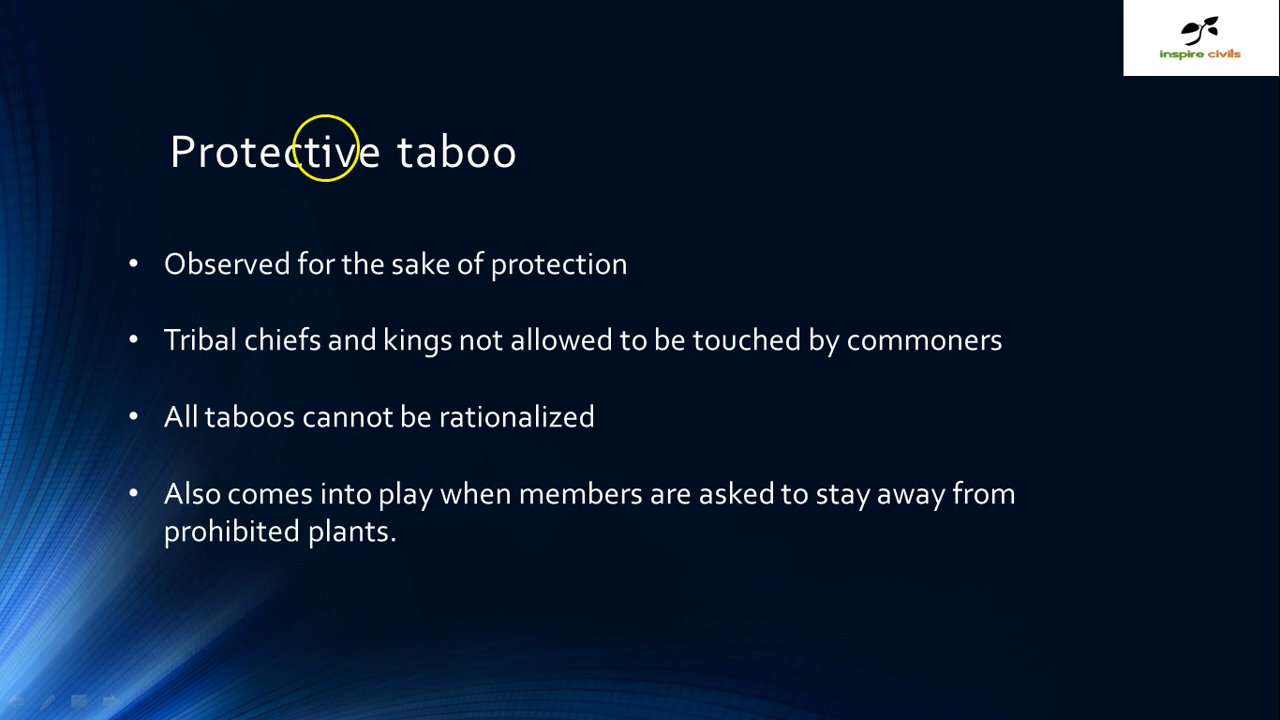 inspire civils
Protective taboo
• Observed for the sake of protection
• Tribal chiefs and kings not allowed to be touched by commoners
• All taboos cannot be rationalized
• Also comes into play when members are asked to stay away from
prohibited plants.